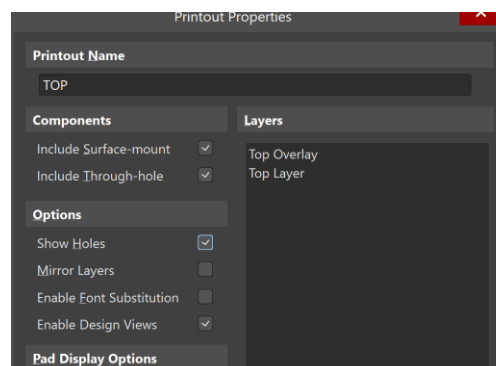 Printout Properties
Printout Name
TOP
Components
Include Surface-mount
Include Through-hole
Options
Show Holes
Mirror Layers
Enable Font Substitution
Enable Design Views
Pad Display Options
Layers
Top Overlay
Top Layer